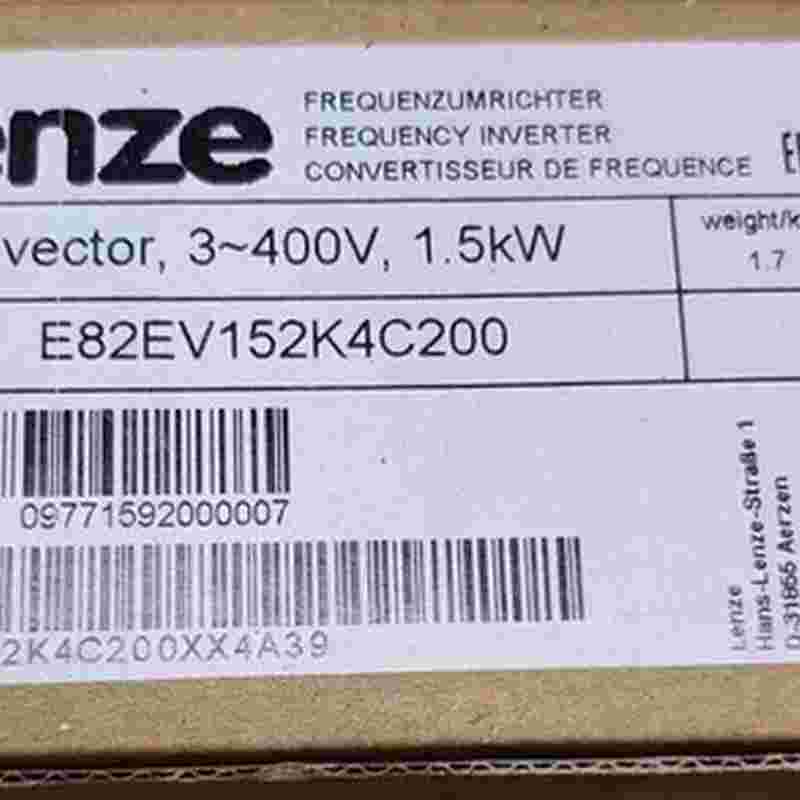 enze
FREQUENZUMRICHTER
FREQUENCY INVERTER
CONVERTISSEUR DE FREQUENCE
vector, 3~400V, 1.5kW
weight/k
1.7
E82EV152K4C200
09771592000007
2K4C200XX4A39
Lenze
Hans-Lenze-Straße 1
D-31855 Aerzen